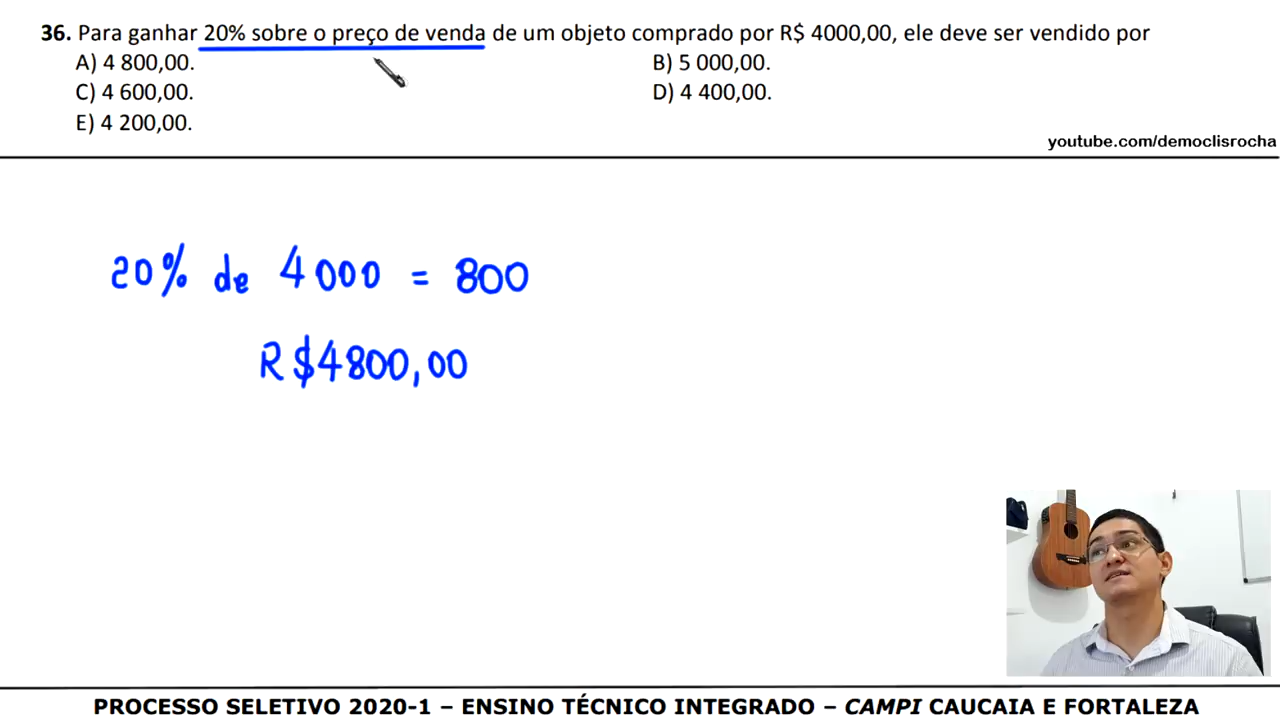 36. Para ganhar 20% sobre o preço de venda de um objeto comprado por R$ 4000,00, ele deve ser vendido por
A) 4 800,00. B) 5 000,00.
C) 4 600,00. D) 4 400,00.
E) 4 200,00.
youtube.com/democlisrocha
20% de 4000 = 800
R$4800,00
PROCESSO SELETIVO 2020-1 – ENSINO TÉCNICO INTEGRADO – CAMPI CAUCAIA E FORTALEZA